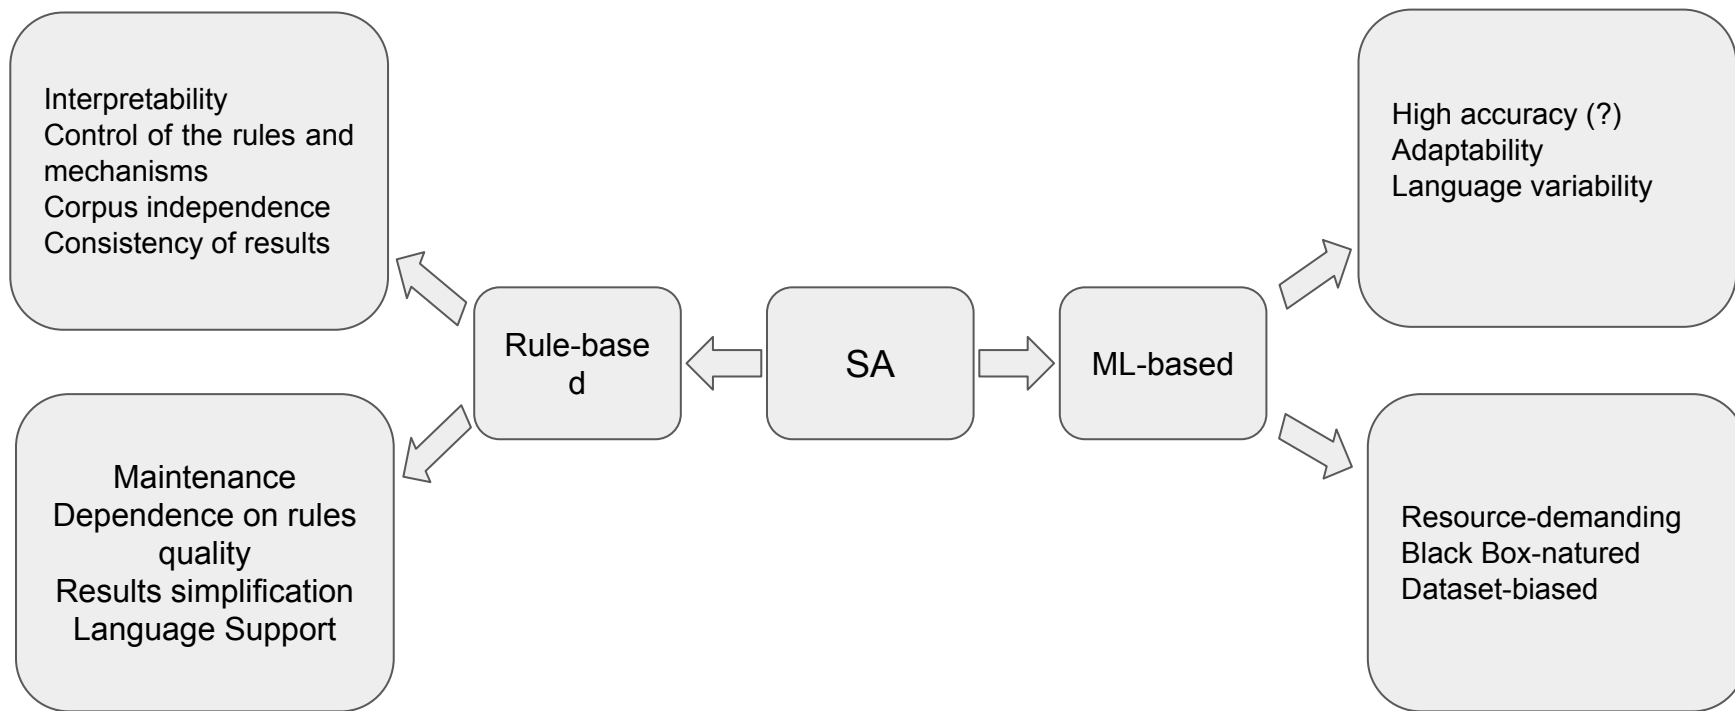 Interpretability
Control of the rules and
mechanisms
Corpus independence
Consistency of results
High accuracy (?)
Adaptability
Language variability
Rule-base
d
SA
ML-based
Maintenance
Dependence on rules
quality
Results simplification
Language Support
Resource-demanding
Black Box-natured
Dataset-biased